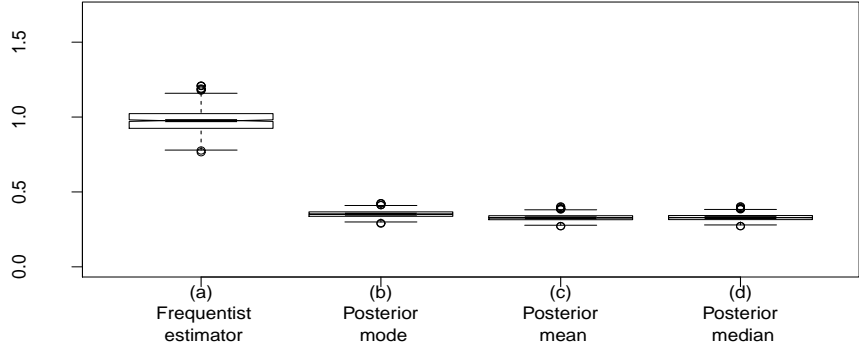 1.5
1.0
0.5
0.0
(a)
Frequentist
estimator
(b)
Posterior
mode
(c)
Posterior
mean
(d)
Posterior
median